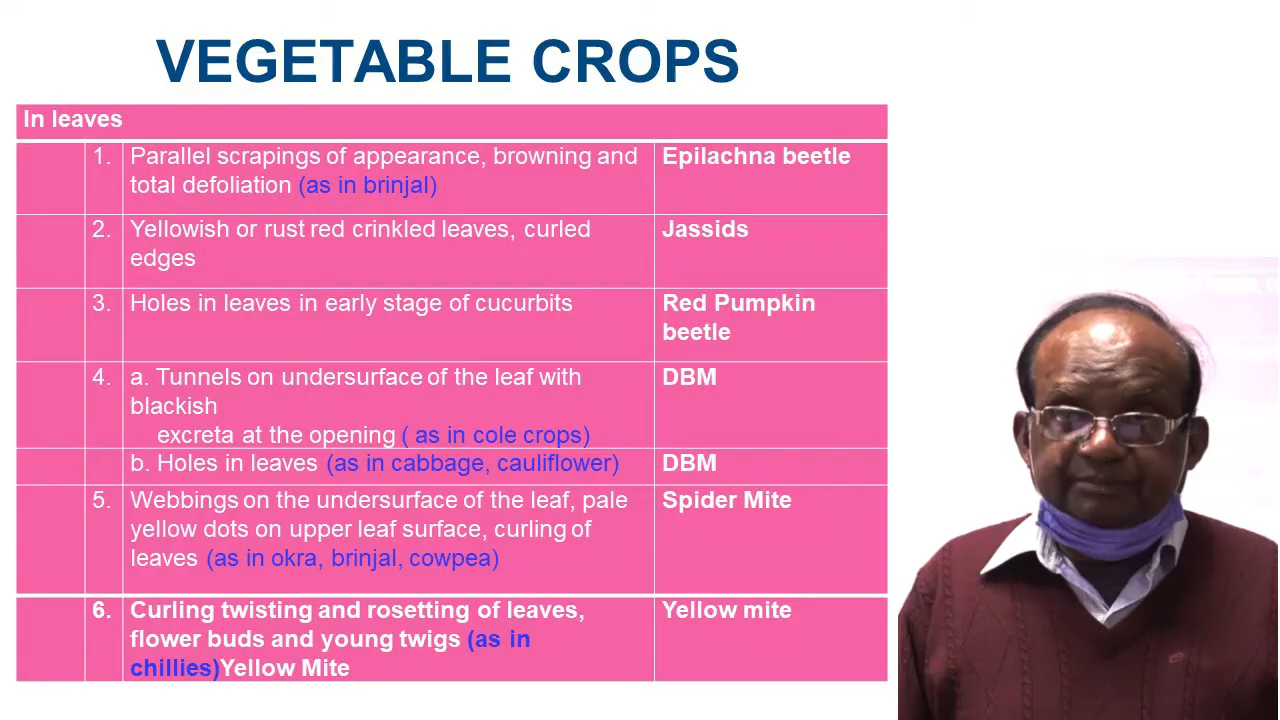 VEGETABLE CROPS
In leaves
1. Parallel scrapings of appearance, browning and
total defoliation (as in brinjal)
Epilachna beetle
2. Yellowish or rust red crinkled leaves, curled
edges
Jassids
3. Holes in leaves in early stage of cucurbits
Red Pumpkin
beetle
4. a. Tunnels on undersurface of the leaf with
blackish
excreta at the opening ( as in cole crops)
DBM
b. Holes in leaves (as in cabbage, cauliflower)
DBM
5. Webbings on the undersurface of the leaf, pale
yellow dots on upper leaf surface, curling of
leaves (as in okra, brinjal, cowpea)
Spider Mite
6. Curling twisting and rosetting of leaves,
flower buds and young twigs (as in
chillies)Yellow Mite
Yellow mite